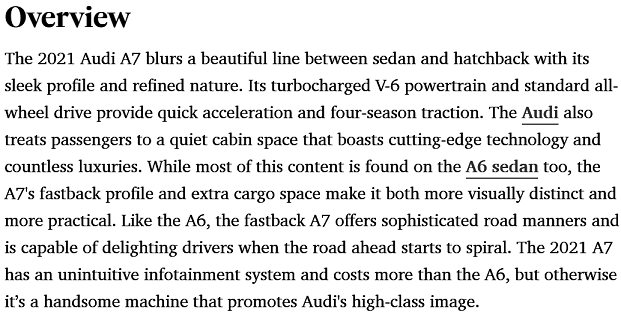 Overview
The 2021 Audi A7 blurs a beautiful line between sedan and hatchback with its
sleek profile and refined nature. Its turbocharged V-6 powertrain and standard all-
wheel drive provide quick acceleration and four-season traction. The Audi also
treats passengers to a quiet cabin space that boasts cutting-edge technology and
countless luxuries. While most of this content is found on the A6 sedan too, the
A7's fastback profile and extra cargo space make it both more visually distinct and
more practical. Like the A6, the fastback A7 offers sophisticated road manners and
is capable of delighting drivers when the road ahead starts to spiral. The 2021 A7
has an unintuitive infotainment system and costs more than the A6, but otherwise
it’s a handsome machine that promotes Audi's high-class image.